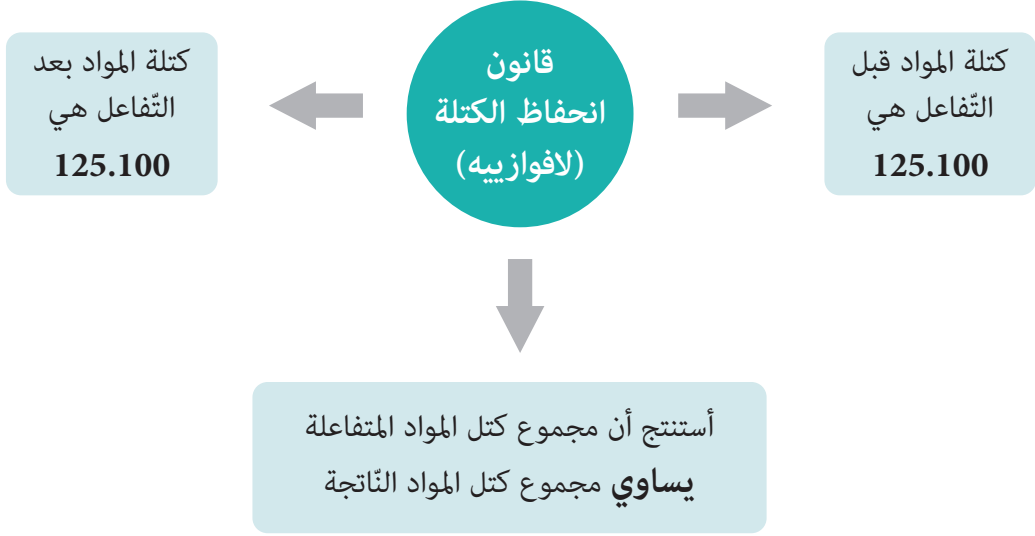 كتلة المواد قبل
التّفاعل هي
125.100
قانون
انحفاظ الكتلة
(لافوازييه)
كتلة المواد بعد
التّفاعل هي
125.100
أستنتج أن مجموع كتل المواد المتفاعلة
يساوي مجموع كتل المواد النّاتجة